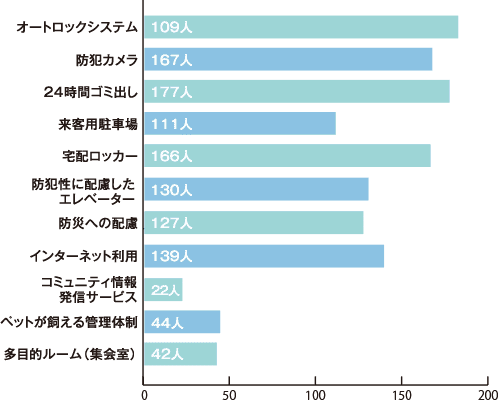 オートロックシステム 109人
防犯カメラ 167人
24時間ゴミ出し 177人
来客用駐車場 111人
宅配ロッカー 166人
防犯性に配慮した
エレベーター 130人
防災への配慮 127人
インターネット利用 139人
コミュニティ情報
発信サービス 22人
ペットが飼える管理体制 44人
多目的ルーム（集会室） 42人
0 50 100 150 200